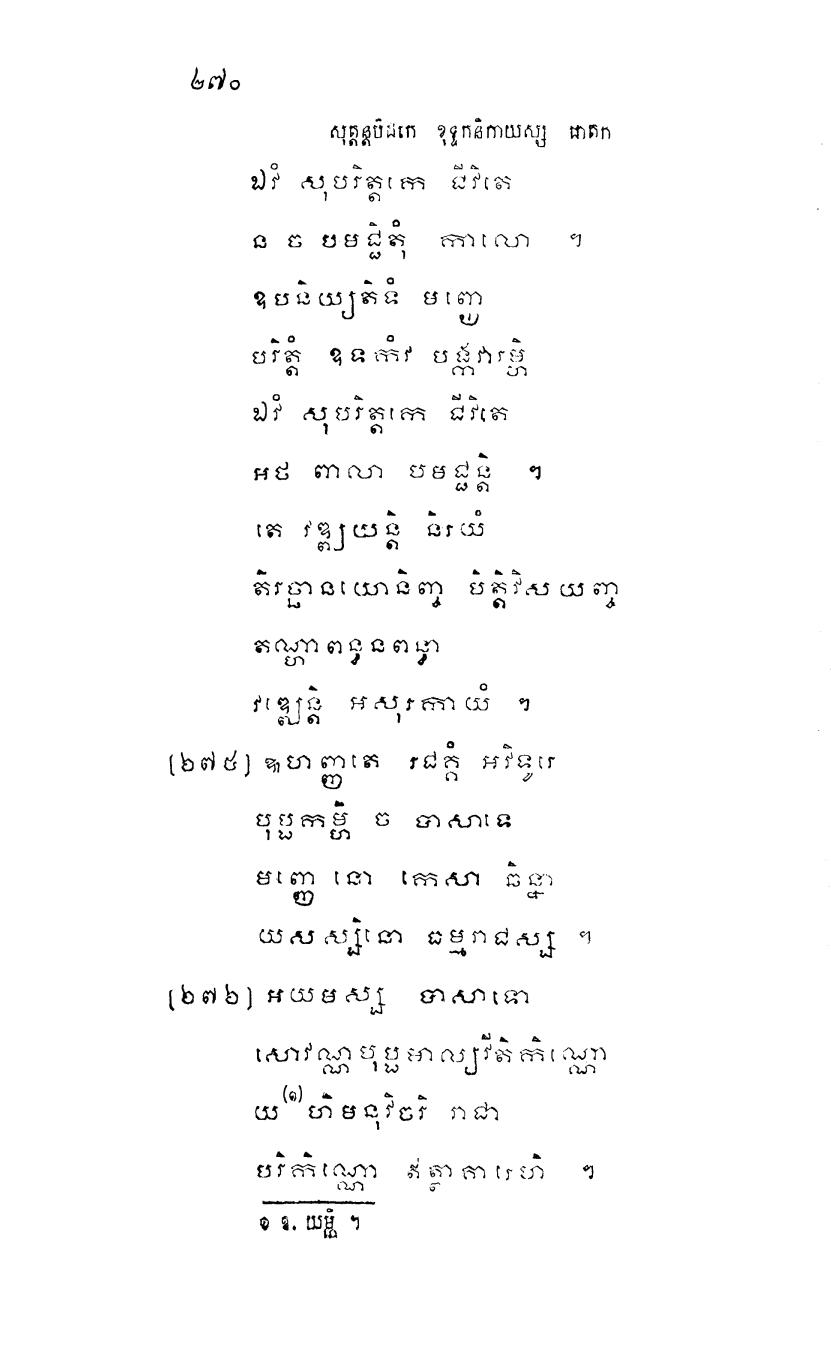 ២៧០
សុត្តន្តបិដកេ ខុទ្ទកនិកាយស្ស ជាតក
ឯវំ សុបរិត្តកេ ជីវិតេ
ន ច បមជ្ជិតុំ កាលោ ។
ឧបនិយ្យតិទំ មញ្ញេ
បរិត្តំ ឧទកំវ បង្កវារម្ហិ
ឯវំ សុបរិត្តកេ ជីវិតេ
អថ ពាលា បមជ្ជន្តិ ។
តេ វឌ្ឍយន្តិ និរយំ
តិរច្ឆានយោនិញ្ច បិត្តិវិសយញ្ច
តណ្ហាពន្ធនពន្ធា
វឌ្ឍេន្តិ អសុរកាយំ ។
[២៧៥] ឩហញ្ញតេ រជគ្គំ អវិទូរេ
បុប្ផកម្ហិ ច បាសាទេ
មញ្ញេ នោ កេសា ឆិន្នា
យសស្សិនោ ធម្មរាជស្ស ។
[២៧៦] អយមស្ស បាសាទោ
សោវណ្ណបុប្ផមាល្យវីតិកិណ្ណោ
យ(១)ហិមនុវិចរិ រាជា
បរិកិណ្ណោ ឥត្ថាគារេហិ ។
១ ឱ. យម្ហិ ។